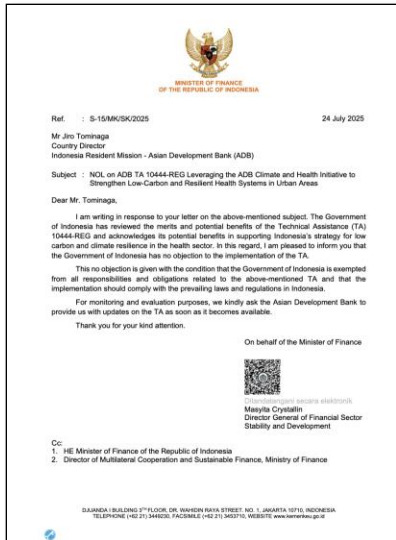 MINISTER OF FINANCE
OF THE REPUBLIC OF INDONESIA
Ref. : S-15/MK/SK/2025 24 July 2025
Mr Jiro Tominaga
Country Director
Indonesia Resident Mission - Asian Development Bank (ADB)
Subject : NOL on ADB TA 10444-REG Leveraging the ADB Climate and Health Initiative to
Strengthen Low-Carbon and Resilient Health Systems in Urban Areas
Dear Mr. Tominaga,
I am writing in response to your letter on the above-mentioned subject. The Government
of Indonesia has reviewed the merits and potential benefits of the Technical Assistance (TA)
10444-REG and acknowledges its potential benefits in supporting Indonesia's strategy for low
carbon and climate resilience in the health sector. In this regard, I am pleased to inform you that
the Government of Indonesia has no objection to the implementation of the TA.
This no objection is given with the condition that the Government of Indonesia is exempted
from all responsibilities and obligations related to the above-mentioned TA and that the
implementation should comply with the prevailing laws and regulations in Indonesia.
For monitoring and evaluation purposes, we kindly ask the Asian Development Bank to
provide us with updates on the TA as soon as it becomes available.
Thank you for your kind attention.
On behalf of the Minister of Finance
Ditandatangani secara elektronik
Masyita Crystallin
Director General of Financial Sector
Stability and Development
Cc:
1. HE Minister of Finance of the Republic of Indonesia
2. Director of Multilateral Cooperation and Sustainable Finance, Ministry of Finance
DJUANDA I BUILDING 3RD FLOOR, DR. WAHIDIN RAYA STREET. NO. 1, JAKARTA 10710, INDONESIA
TELEPHONE (+62 21) 3449230, FACSIMILE (+62 21) 3453710, WEBSITE www.kemenkeu.go.id